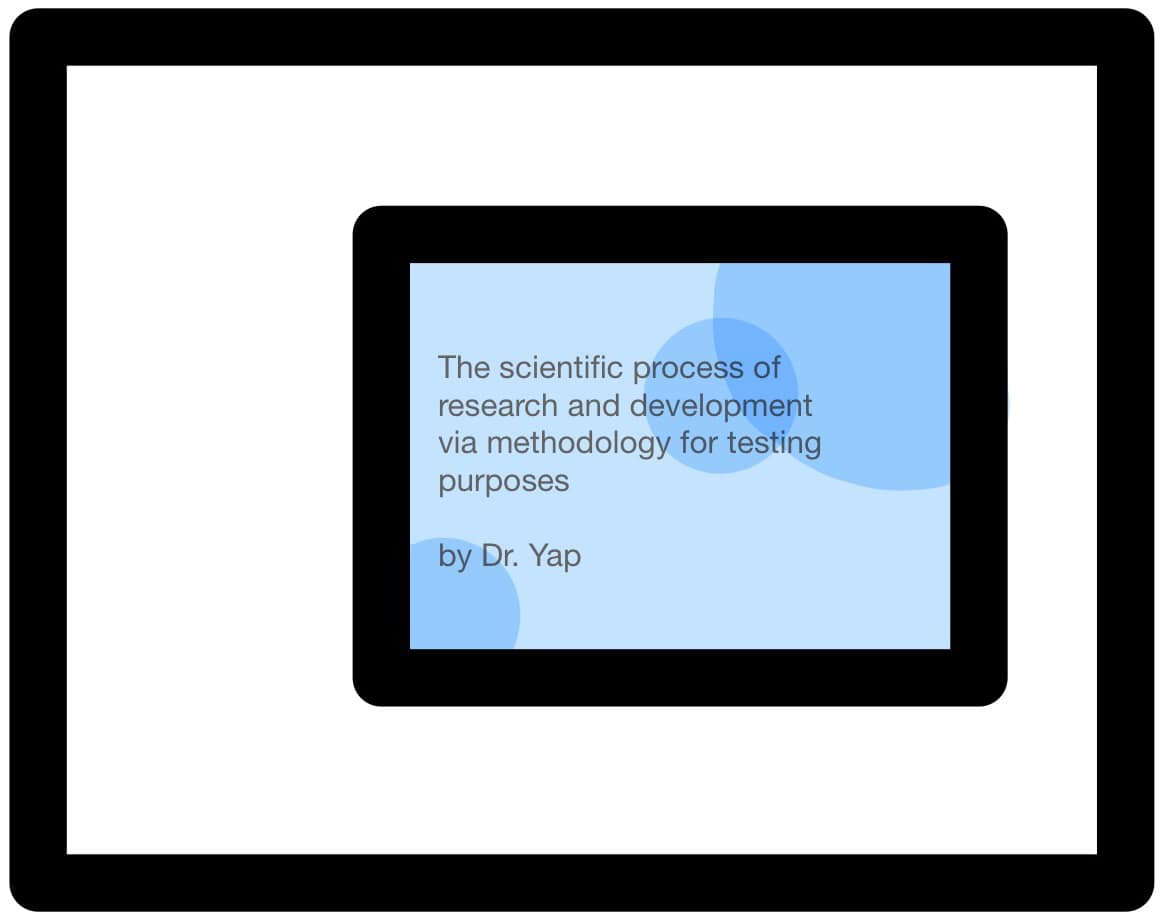 The scientific process of
research and development
via methodology for testing
purposes
by Dr. Yap